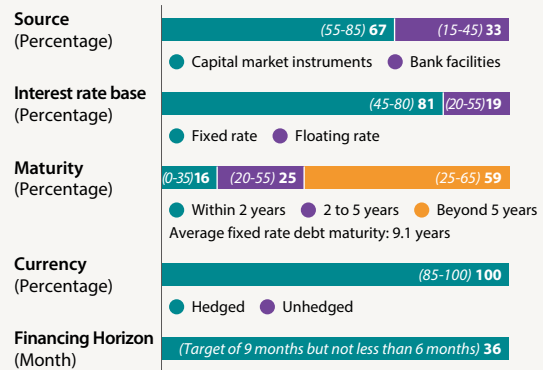 Source
(Percentage)
(55-85) 67
(15-45) 33
Capital market instruments
Bank facilities
Interest rate base
(Percentage)
(45-80) 81
(20-55)19
Fixed rate
Floating rate
Maturity
(Percentage)
(0-35)16
(20-55) 25
(25-65) 59
Within 2 years
2 to 5 years
Beyond 5 years
Average fixed rate debt maturity: 9.1 years
Currency
(Percentage)
(85-100) 100
Hedged
Unhedged
Financing Horizon
(Month)
(Target of 9 months but not less than 6 months) 36